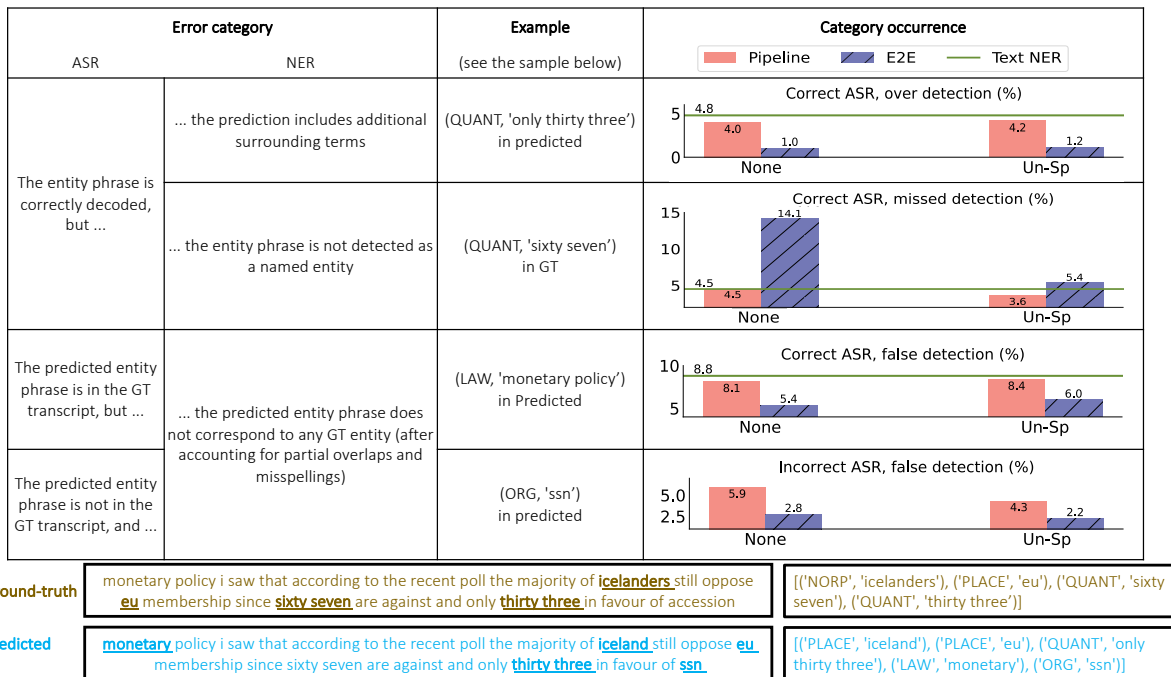 Error category
Example
Category occurrence
ASR
NER
(see the sample below)
Pipeline
E2E
Text NER
The entity phrase is
correctly decoded,
but ...
... the prediction includes additional
surrounding terms
(QUANT, 'only thirty three')
in predicted
Correct ASR, over detection (%)
5
0
4.8
4.0
1.0
4.2
1.2
None
Un-Sp
... the entity phrase is not detected as
a named entity
(QUANT, 'sixty seven')
in GT
Correct ASR, missed detection (%)
15
10
5
4.5
4.5
14.1
3.6
5.4
None
Un-Sp
The predicted entity
phrase is in the GT
transcript, but ...
... the predicted entity phrase does
not correspond to any GT entity (after
accounting for partial overlaps and
misspellings)
(LAW, 'monetary policy')
in Predicted
Correct ASR, false detection (%)
10
5
8.8
8.1
5.4
8.4
6.0
None
Un-Sp
The predicted entity
phrase is not in the
GT transcript, and ...
(ORG, 'ssn')
in predicted
Incorrect ASR, false detection (%)
5.0
2.5
5.9
2.8
4.3
2.2
None
Un-Sp
ound-truth
monetary policy i saw that according to the recent poll the majority of icelanders still oppose
eu membership since sixty seven are against and only thirty three in favour of accession
[('NORP', 'icelanders), ('PLACE', 'eu'), ('QUANT', 'sixty
seven'), ('QUANT', 'thirty three')]
edicted
monetary policy i saw that according to the recent poll the majority of iceland still oppose eu
membership since sixty seven are against and only thirty three in favour of ssn
[('PLACE', 'iceland), ('PLACE', 'eu'), ('QUANT', 'only
thirty three'), ('LAW', 'monetary'), ('ORG', 'ssn')]